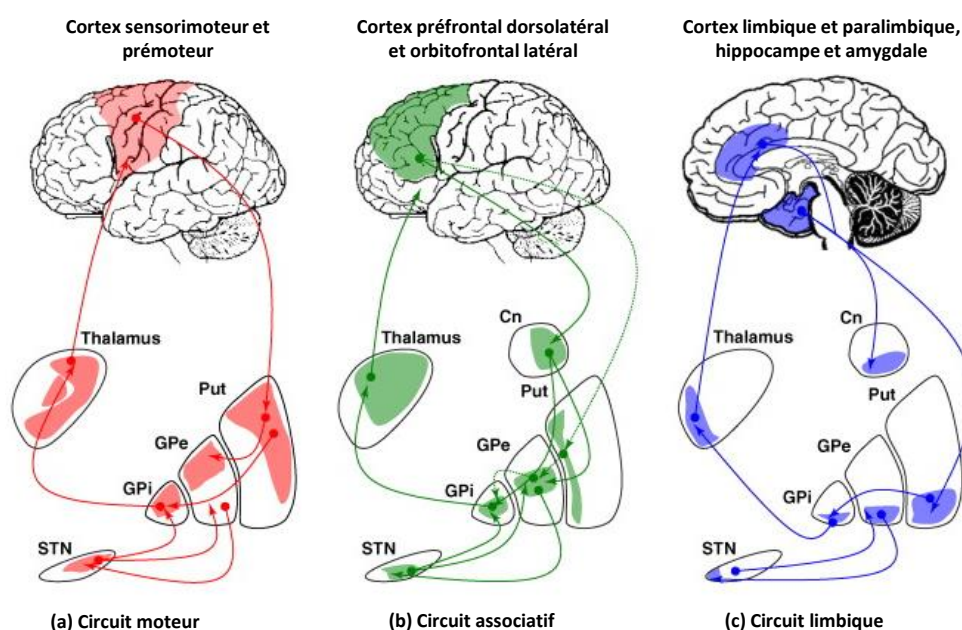 Cortex sensorimoteur et
prémoteur
Thalamus
Put
GPe
GPi
STN
(a) Circuit moteur
Cortex préfrontal dorsolatéral
et orbitofrontal latéral
Cn
Thalamus
Put
GPe
GPi
STN
(b) Circuit associatif
Cortex limbique et paralimbique,
hippocampe et amygdale
Cn
Thalamus
Put
GPe
GPi
STN
(c) Circuit limbique